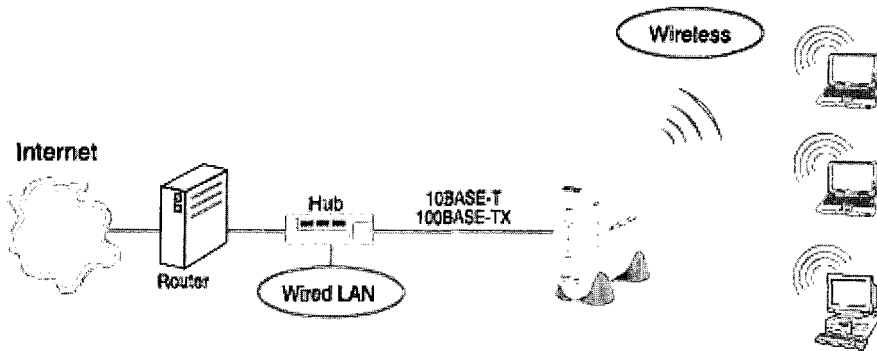 Wireless
Internet
Hub
10BASE-T
100BASE-TX
Router
Wired LAN